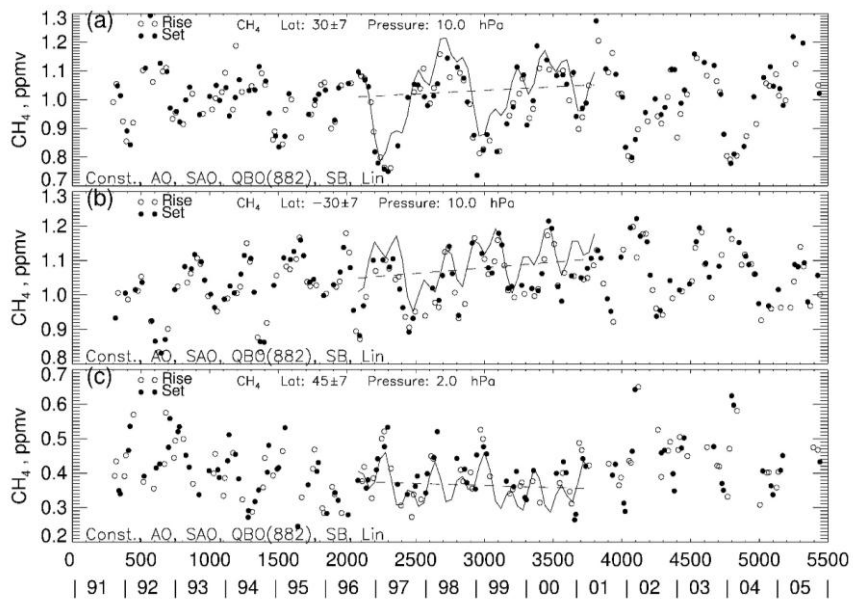 (a)
○ Rise
● Set
CH4 Lat: 30±7 Pressure: 10.0 hPa
CH4 , ppmv
1.3
1.2
1.1
1.0
0.9
0.8
0.7
Const., AO, SAO, QBO(882), SB, Lin
(b)
○ Rise
● Set
CH4 Lat: −30±7 Pressure: 10.0 hPa
CH4 , ppmv
1.2
1.1
1.0
0.9
0.8
Const., AO, SAO, QBO(882), SB, Lin
(c)
○ Rise
● Set
CH4 Lat: 45±7 Pressure: 2.0 hPa
CH4 , ppmv
0.7
0.6
0.5
0.4
0.3
0.2
Const., AO, SAO, QBO(882), SB, Lin
0 500 1000 1500 2000 2500 3000 3500 4000 4500 5000 5500
| 91 | 92 | 93 | 94 | 95 | 96 | 97 | 98 | 99 | 00 | 01 | 02 | 03 | 04 | 05 |